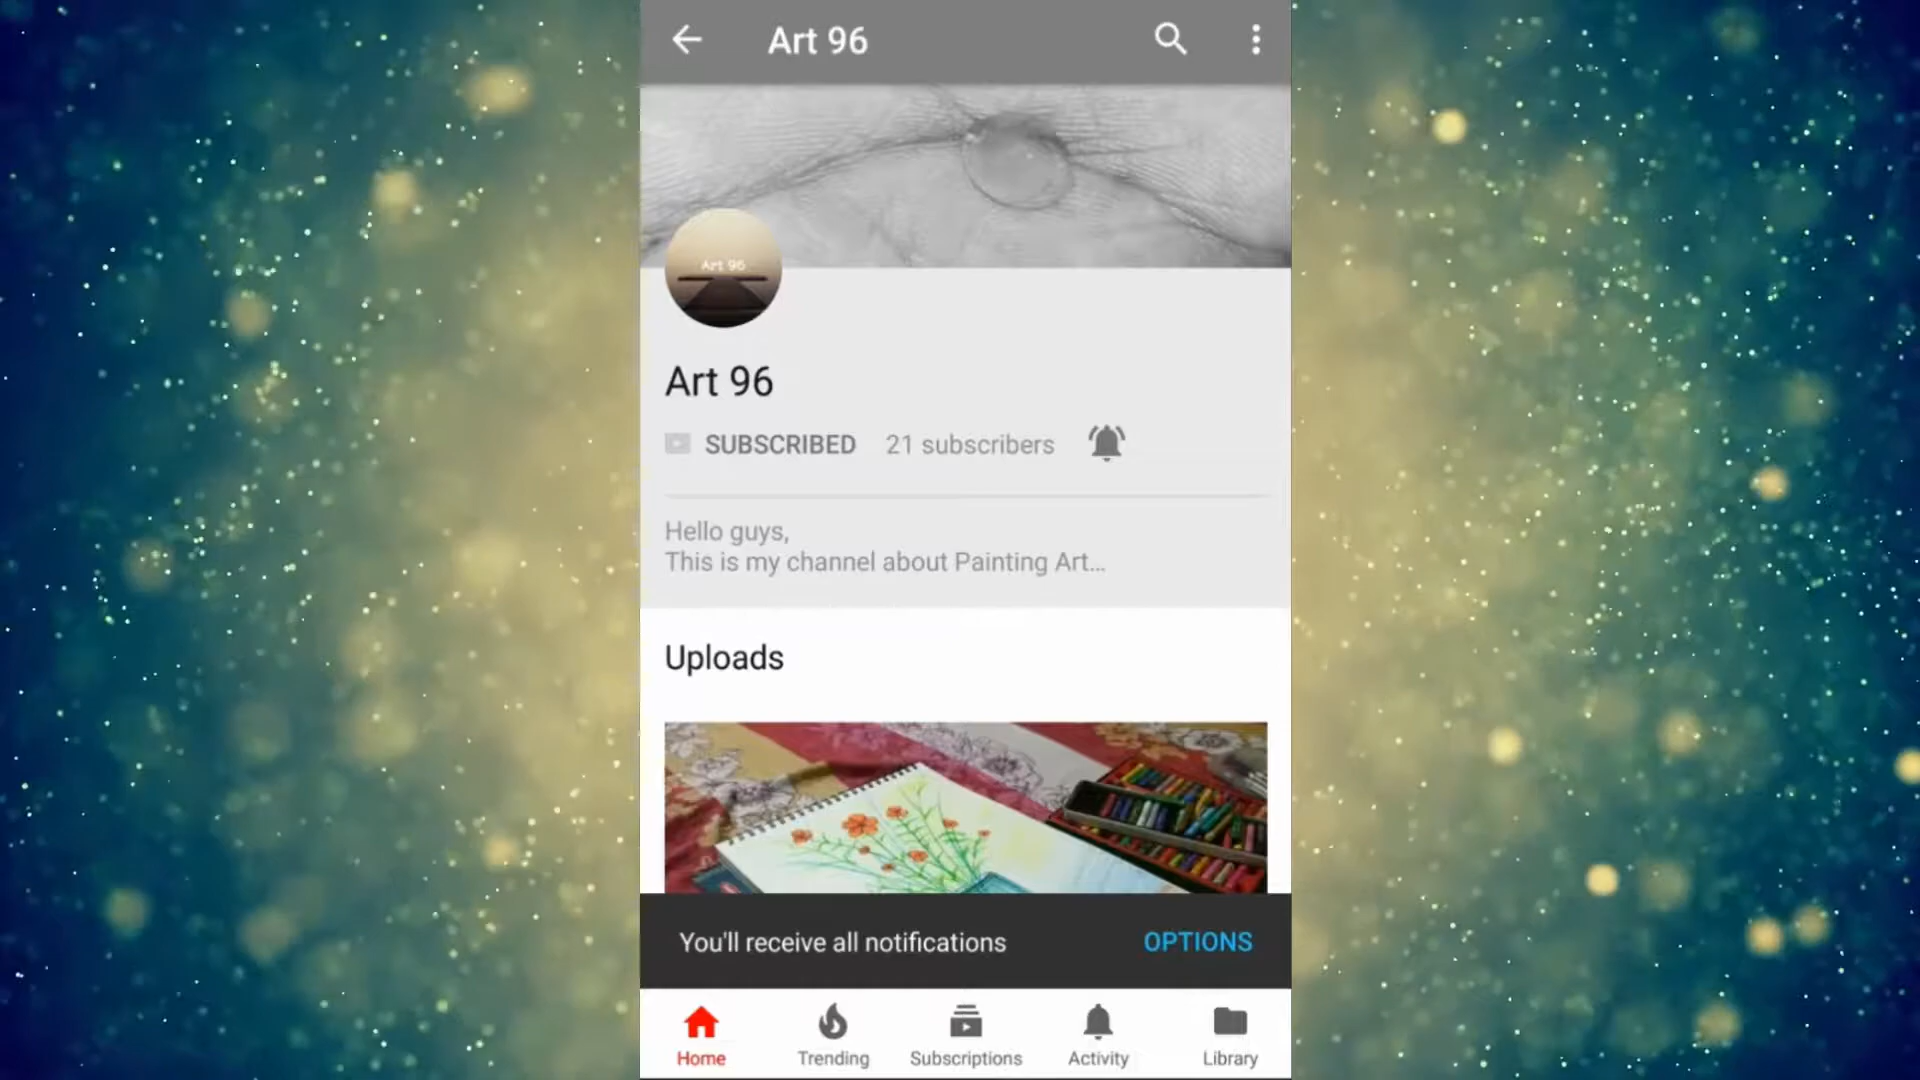 Art 96
Art 96
Art 96
SUBSCRIBED 21 subscribers
Hello guys,
This is my channel about Painting Art...
Uploads
You'll receive all notifications OPTIONS
Home Trending Subscriptions Activity Library